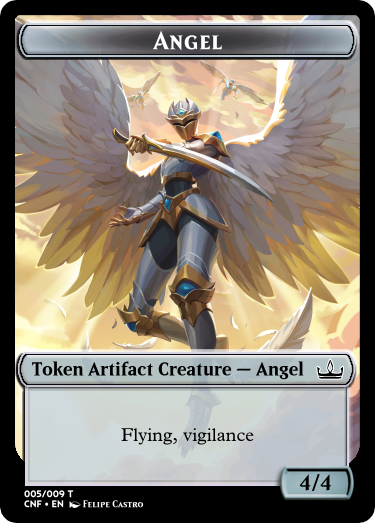 ANGEL
Token Artifact Creature — Angel
Flying, vigilance
4/4
005/009 T
CNF • EN FELIPE CASTRO